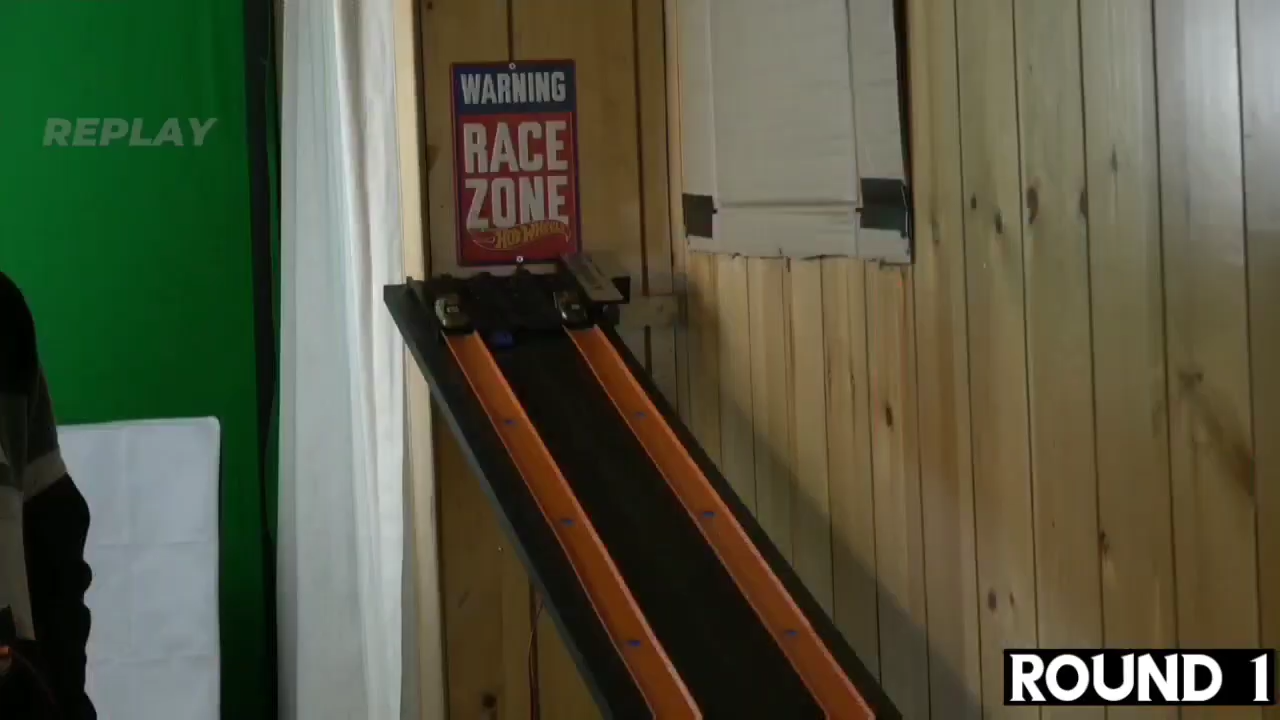 REPLAY
WARNING
RACE
ZONE
HOT WHEELS
ROUND 1